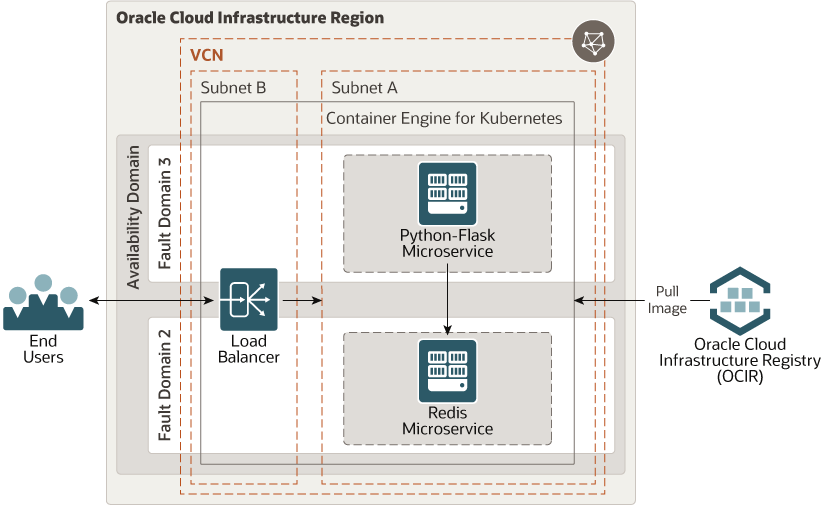 Oracle Cloud Infrastructure Region
VCN
Subnet B
Subnet A
Container Engine for Kubernetes
Availability Domain
Fault Domain 3
Python-Flask
Microservice
End
Users
Load
Balancer
Pull
Image
Oracle Cloud
Infrastructure Registry
(OCIR)
Fault Domain 2
Redis
Microservice